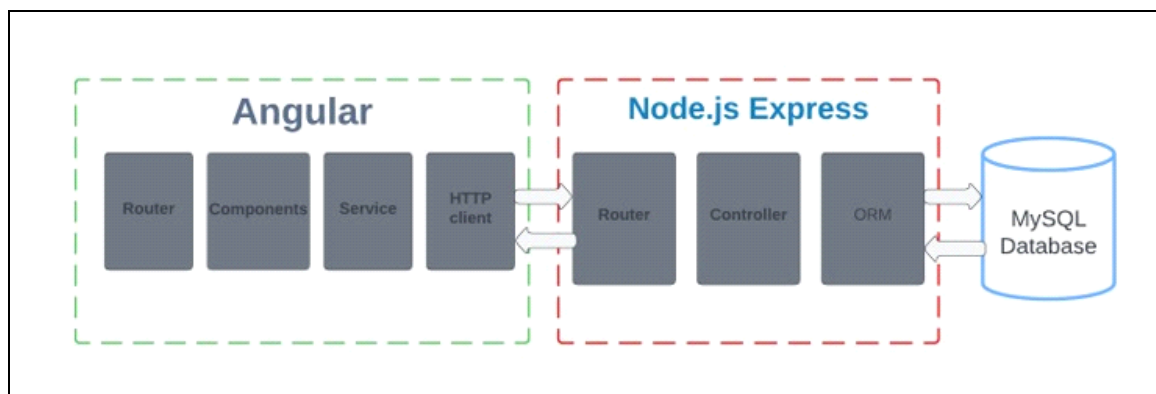 Angular
Router
Components
Service
HTTP
client
Node.js Express
Router
Controller
ORM
MySQL
Database